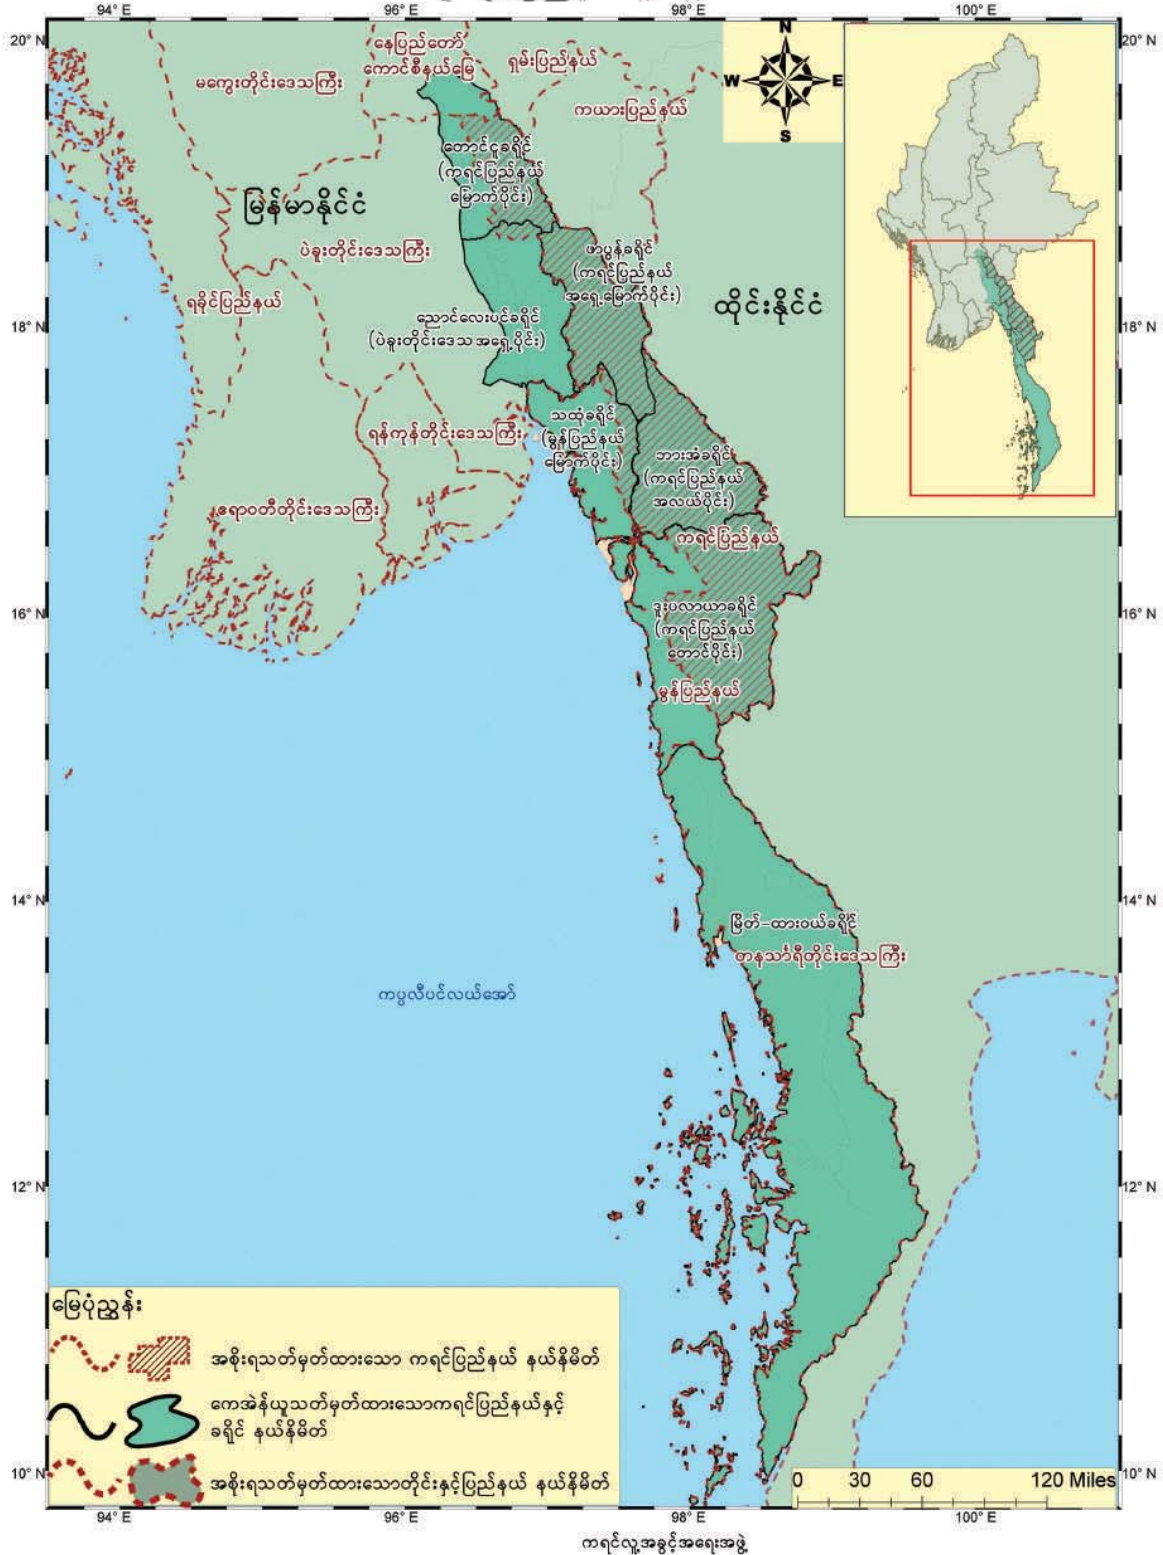 94° E
96° E
98° E
100° E
20° N
20° N
နေပြည်တော်
ကောင်စီနယ်မြေ
ရှမ်းပြည်နယ်
မကွေးတိုင်းဒေသကြီး
ကယားပြည်နယ်
N
W
E
S
တောင်ငူခရိုင်
(ကရင်ပြည်နယ်
မြောက်ပိုင်း)
မြန်မာနိုင်ငံ
ပဲခူးတိုင်းဒေသကြီး
ဖာပွန်ခရိုင်
(ကရင်ပြည်နယ်
အရှေ့မြောက်ပိုင်း)
ထိုင်းနိုင်ငံ
ရခိုင်ပြည်နယ်
18° N
18° N
ညောင်လေးပင်ခရိုင်
(ပဲခူးတိုင်းဒေသအရှေ့ပိုင်း)
သထုံခရိုင်
(မွန်ပြည်နယ်
မြောက်ပိုင်း)
ရန်ကုန်တိုင်းဒေသကြီး
ဘားအံခရိုင်
(ကရင်ပြည်နယ်
အလယ်ပိုင်း)
ဧရာဝတီတိုင်းဒေသကြီး
ကရင်ပြည်နယ်
16° N
16° N
ဒူးပလာယာခရိုင်
(ကရင်ပြည်နယ်
တောင်ပိုင်း)
မွန်ပြည်နယ်
14° N
14° N
မြိတ်-ထားဝယ်ခရိုင်
တနင်္သာရီတိုင်းဒေသကြီး
ကပ္ပလီပင်လယ်အော်
12° N
12° N
မြေပုံညွှန်း
အစိုးရသတ်မှတ်ထားသော ကရင်ပြည်နယ် နယ်နိမိတ်
ကေအဲန်ယူသတ်မှတ်ထားသောကရင်ပြည်နယ်နှင့်
ခရိုင် နယ်နိမိတ်
အစိုးရသတ်မှတ်ထားသောတိုင်းနှင့်ပြည်နယ် နယ်နိမိတ်
10° N
10° N
0 30 60 120 Miles
94° E
96° E
98° E
100° E
ကရင်လူ့အခွင့်အရေးအဖွဲ့